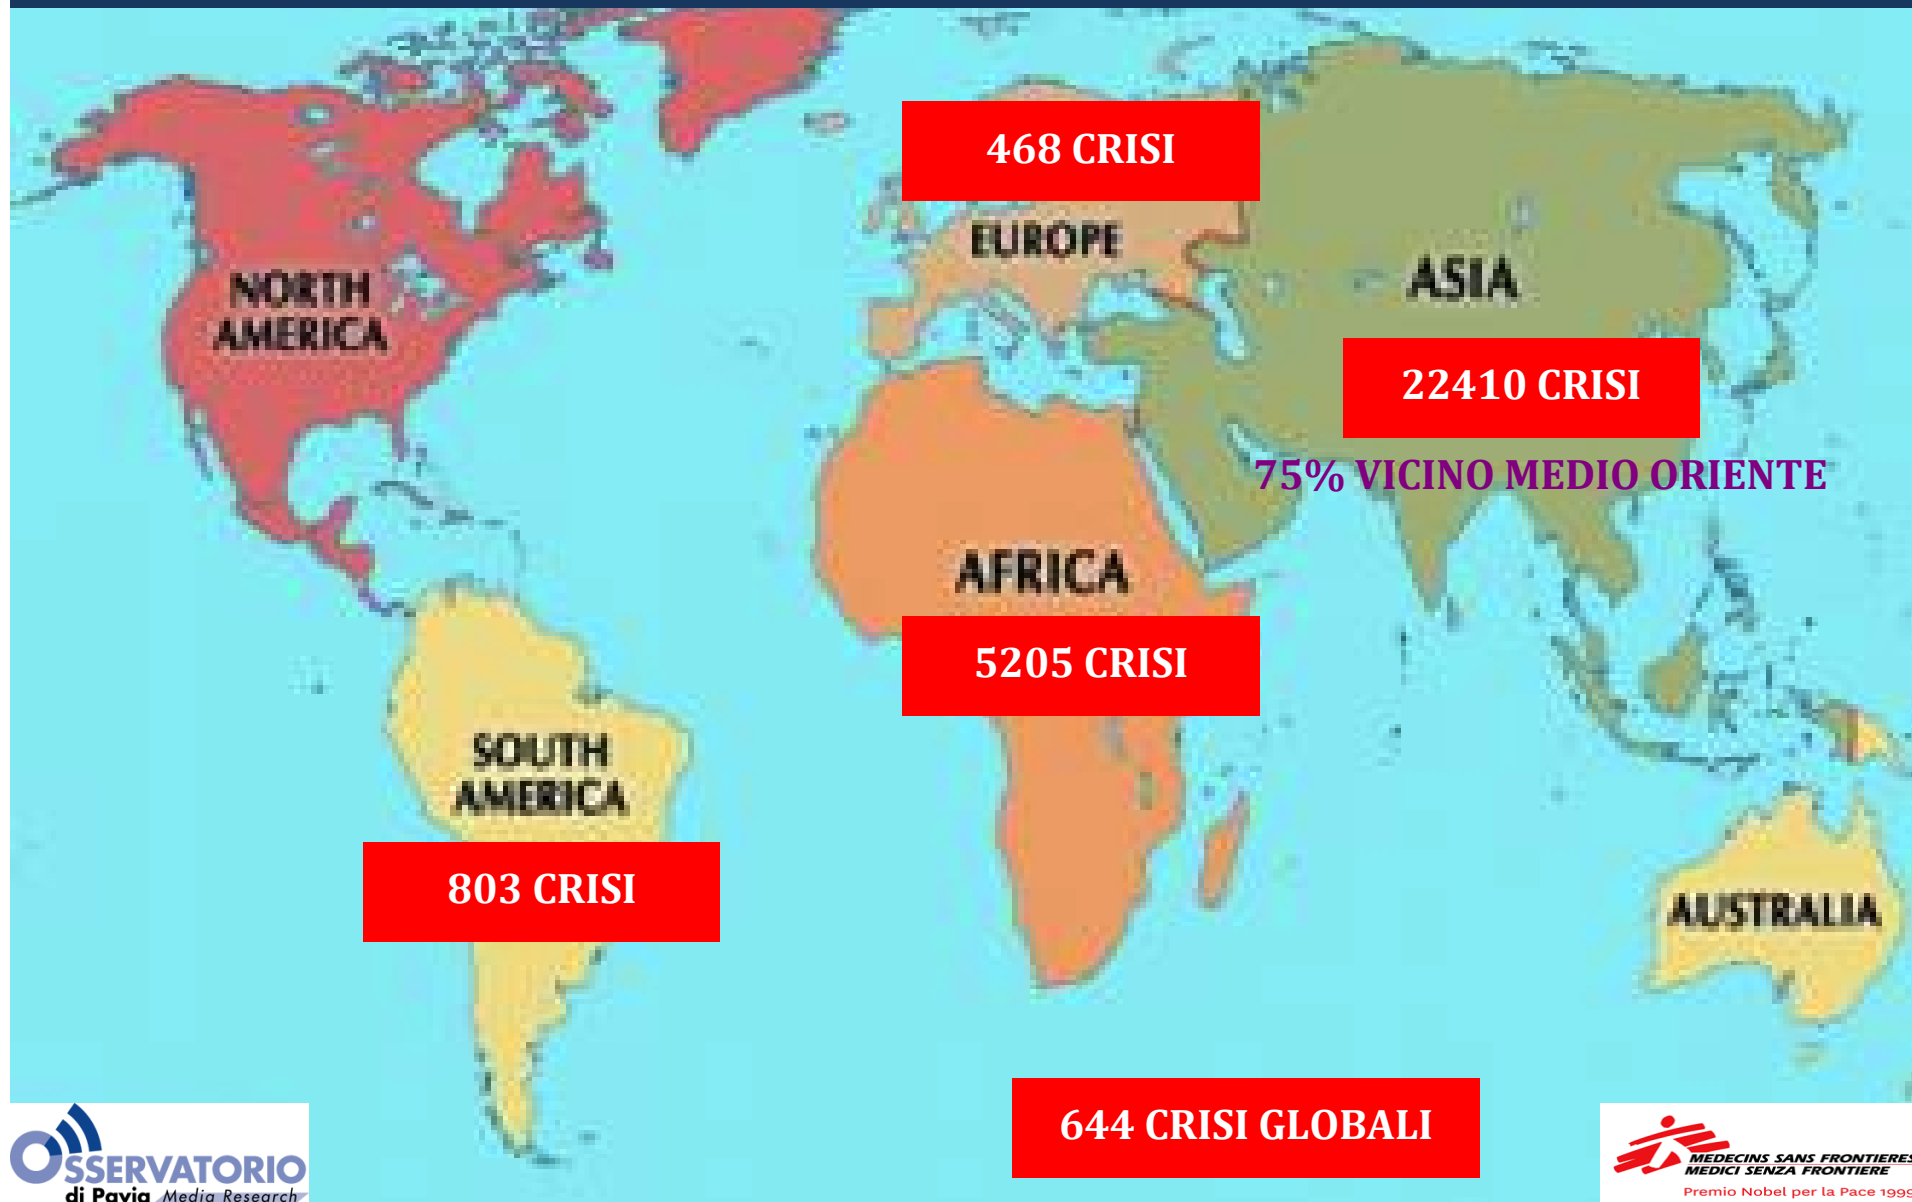 468 CRISI
EUROPE
ASIA
NORTH
AMERICA
22410 CRISI
75% VICINO MEDIO ORIENTE
AFRICA
5205 CRISI
SOUTH
AMERICA
803 CRISI
AUSTRALIA
644 CRISI GLOBALI
OSSERVATORIO
di Pavia Media Research
MEDECINS SANS FRONTIERES
MEDICI SENZA FRONTIERE
Premio Nobel per la Pace 1999